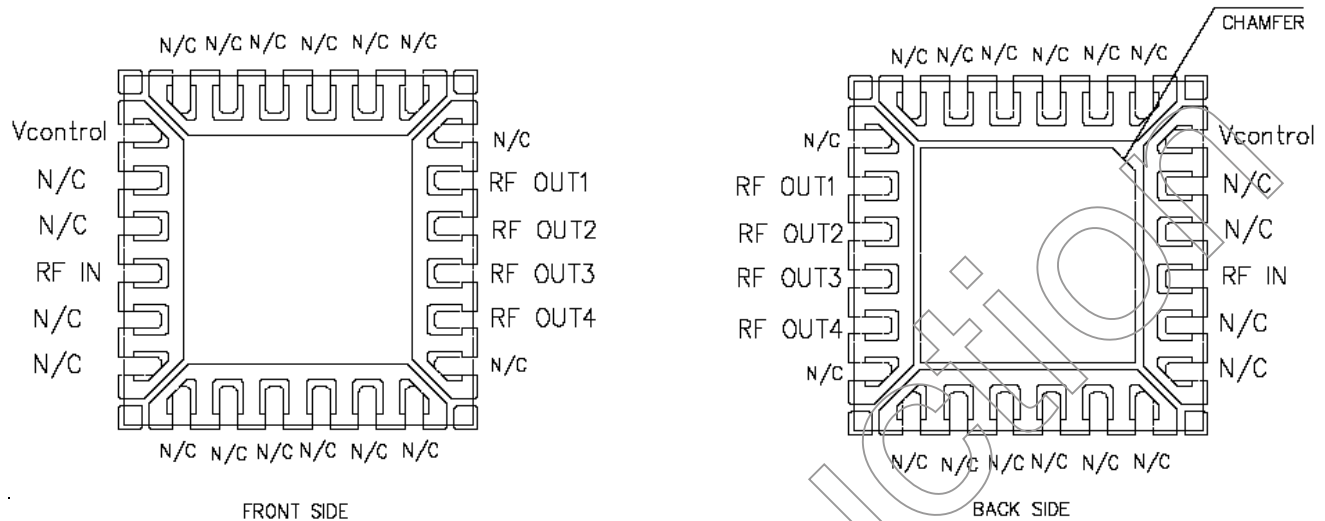 CHAMFER
N/C N/C N/C N/C N/C N/C
Vcontrol
N/C
N/C
RF IN
N/C
N/C
N/C
RF OUT1
RF OUT2
RF OUT3
RF OUT4
N/C
N/C N/C N/C N/C N/C N/C
FRONT SIDE
N/C N/C N/C N/C N/C N/C
N/C
RF OUT1
RF OUT2
RF OUT3
RF OUT4
N/C
Vcontrol
N/C
N/C
RF IN
N/C
N/C
N/C N/C N/C N/C N/C N/C
BACK SIDE